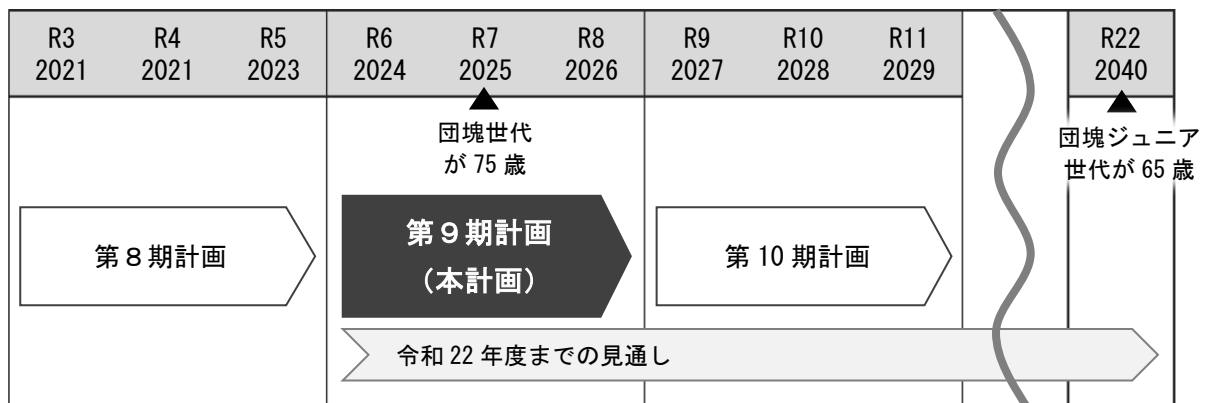 R3 R4 R5 R6 R7 R8 R9 R10 R11 R22
2021 2021 2023 2024 2025 2026 2027 2028 2029 2040
団塊世代
が 75 歳
団塊ジュニア
世代が 65 歳
第８期計画
第９期計画
（本計画）
第 10 期計画
令和 22 年度までの見通し